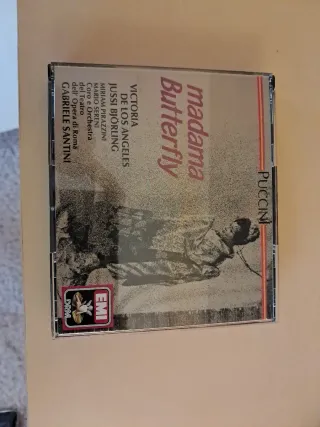 PUCCINI
madama
Butterfly
VICTORIA
DE LOS ANGELES
JUSSI BJÖRLING
MIRIAM PIRAZZINI
MARIO SERENI
Coro e Orchestra
del Teatro
dell'Opera di Roma
GABRIELE SANTINI
EMI
DRM